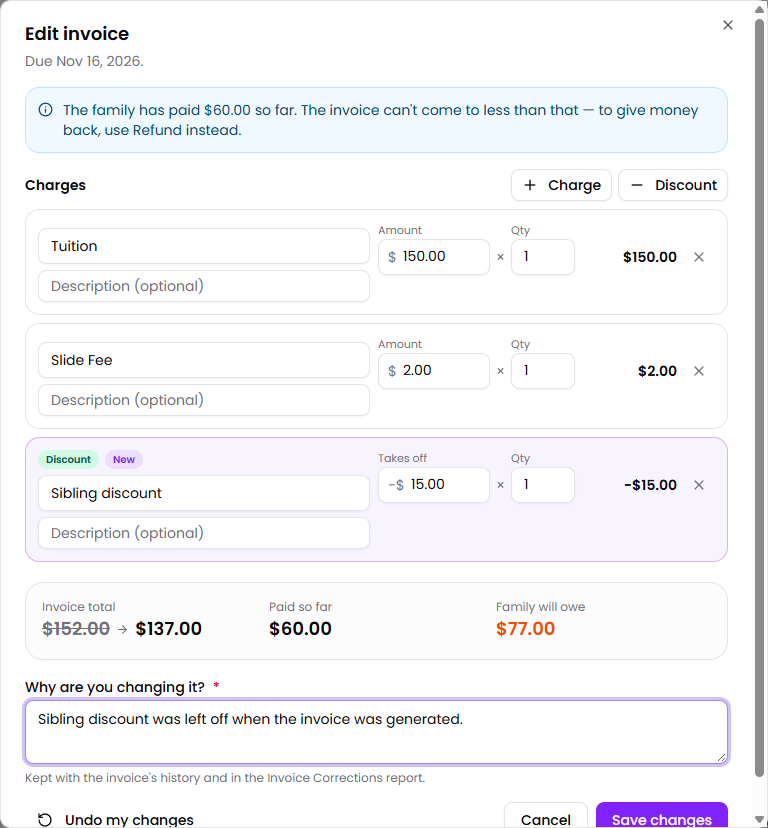 Edit invoice
Due Nov 16, 2026.
The family has paid $60.00 so far. The invoice can't come to less than that — to give money
back, use Refund instead.
Charges
+ Charge
− Discount
Tuition
Description (optional)
Amount
$ 150.00
×
Qty
1
$150.00
Slide Fee
Description (optional)
Amount
$ 2.00
×
Qty
1
$2.00
Discount New
Sibling discount
Description (optional)
Takes off
−$ 15.00
×
Qty
1
-$15.00
Invoice total
$152.00 → $137.00
Paid so far
$60.00
Family will owe
$77.00
Why are you changing it? *
Sibling discount was left off when the invoice was generated.
Kept with the invoice's history and in the Invoice Corrections report.
Undo my changes
Cancel
Save changes